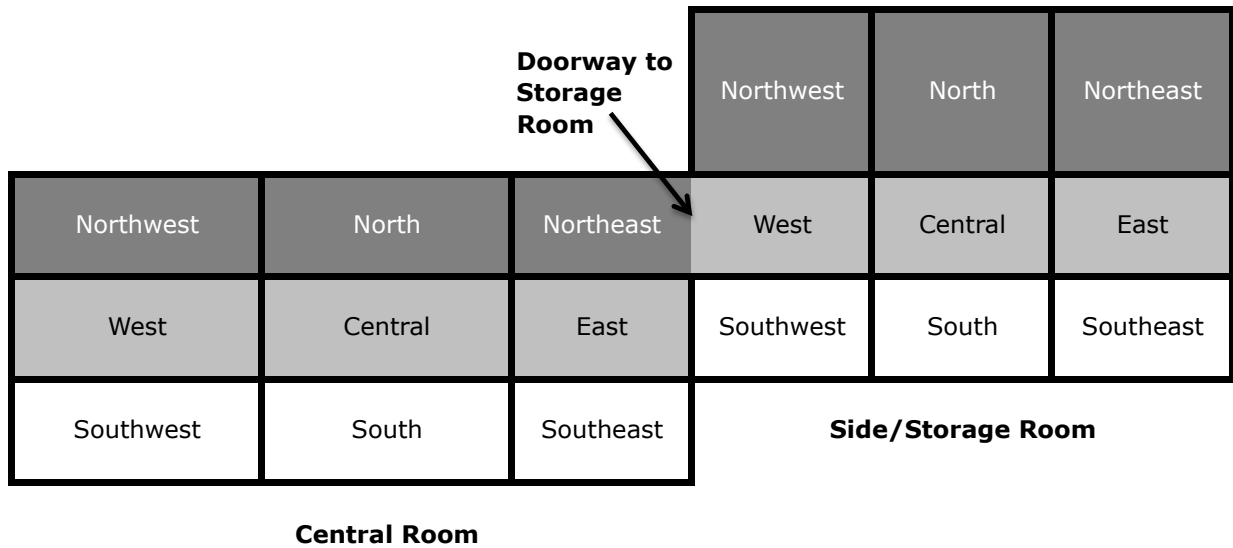 Doorway to
Storage
Room
Northwest North Northeast
Northwest North Northeast West Central East
West Central East Southwest South Southeast
Southwest South Southeast Side/Storage Room
Central Room